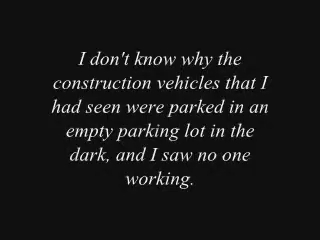 I don't know why the
construction vehicles that I
had seen were parked in an
empty parking lot in the
dark, and I saw no one
working.